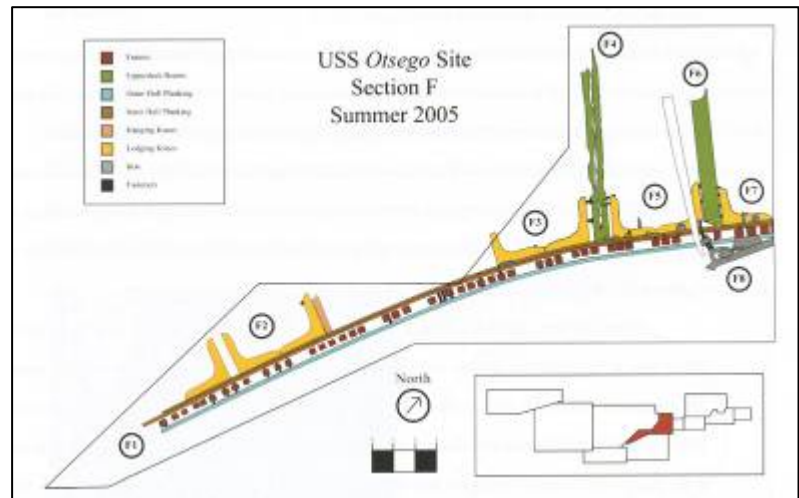 USS Otsego Site
Section F
Summer 2005
Frames
Upperdeck Beams
Outer Hull Planking
Inner Hull Planking
Hanging Knees
Lodging Knees
Fasteners
F4
F6
F3
F5
F7
F8
F2
F1
North